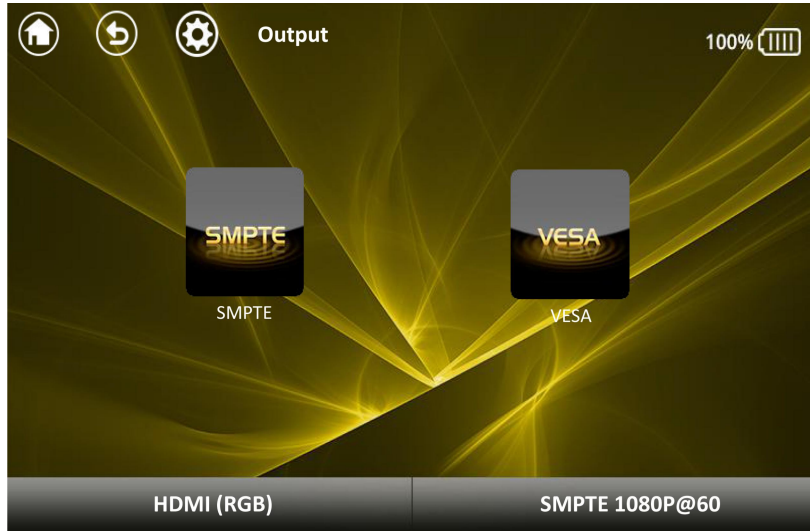 Output
100%
SMPTE
VESA
SMPTE
VESA
HDMI (RGB)
SMPTE 1080P@60